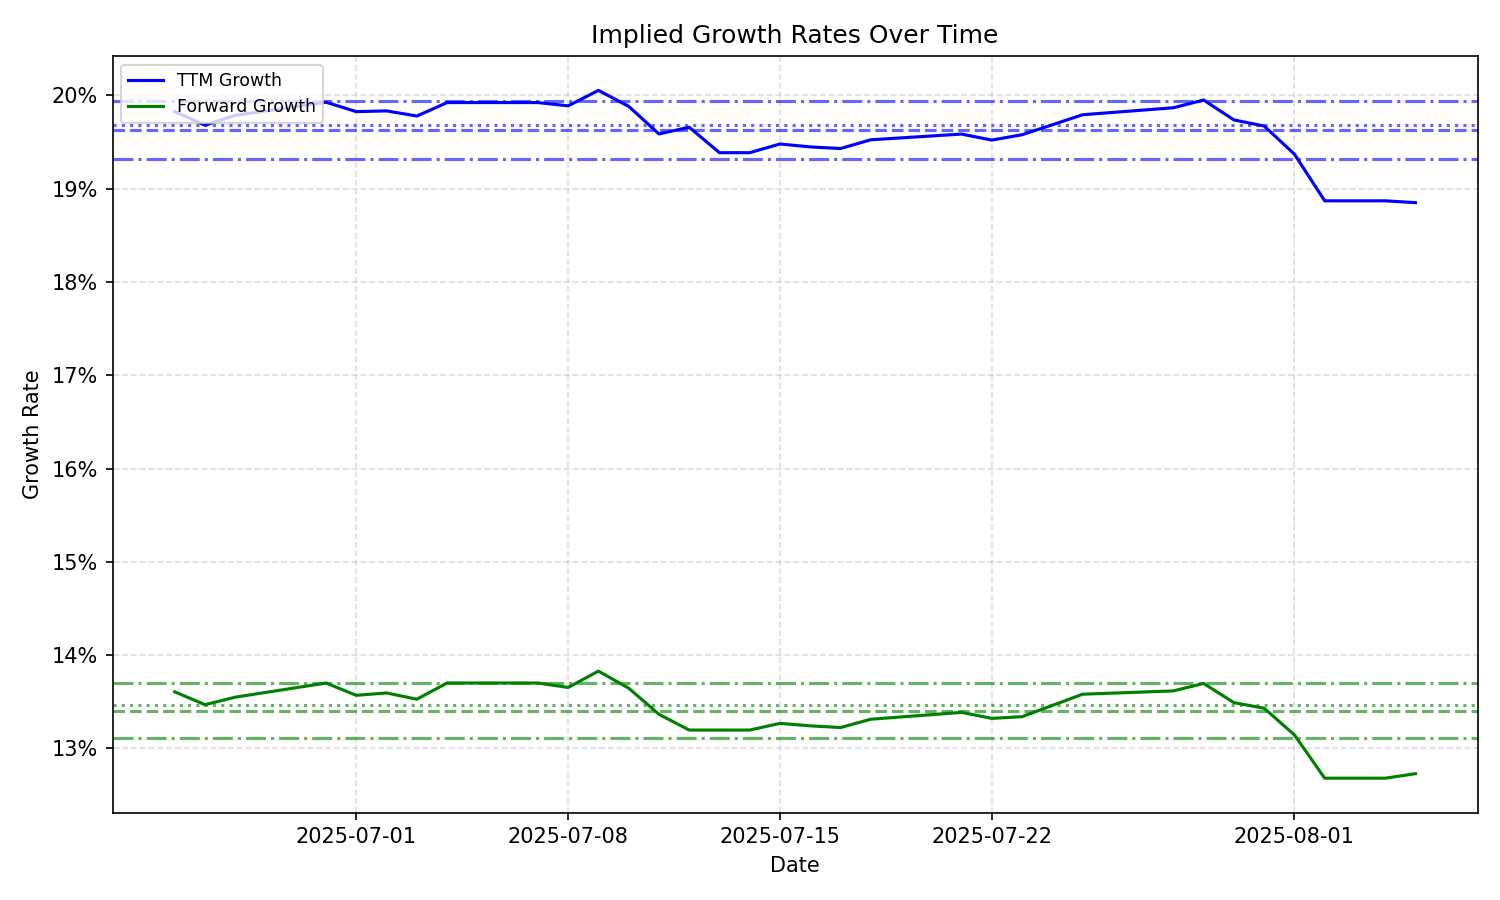 Implied Growth Rates Over Time
TTM Growth
Forward Growth
20%
19%
18%
17%
16%
15%
14%
13%
Growth Rate
2025-07-01
2025-07-08
2025-07-15
2025-07-22
2025-08-01
Date